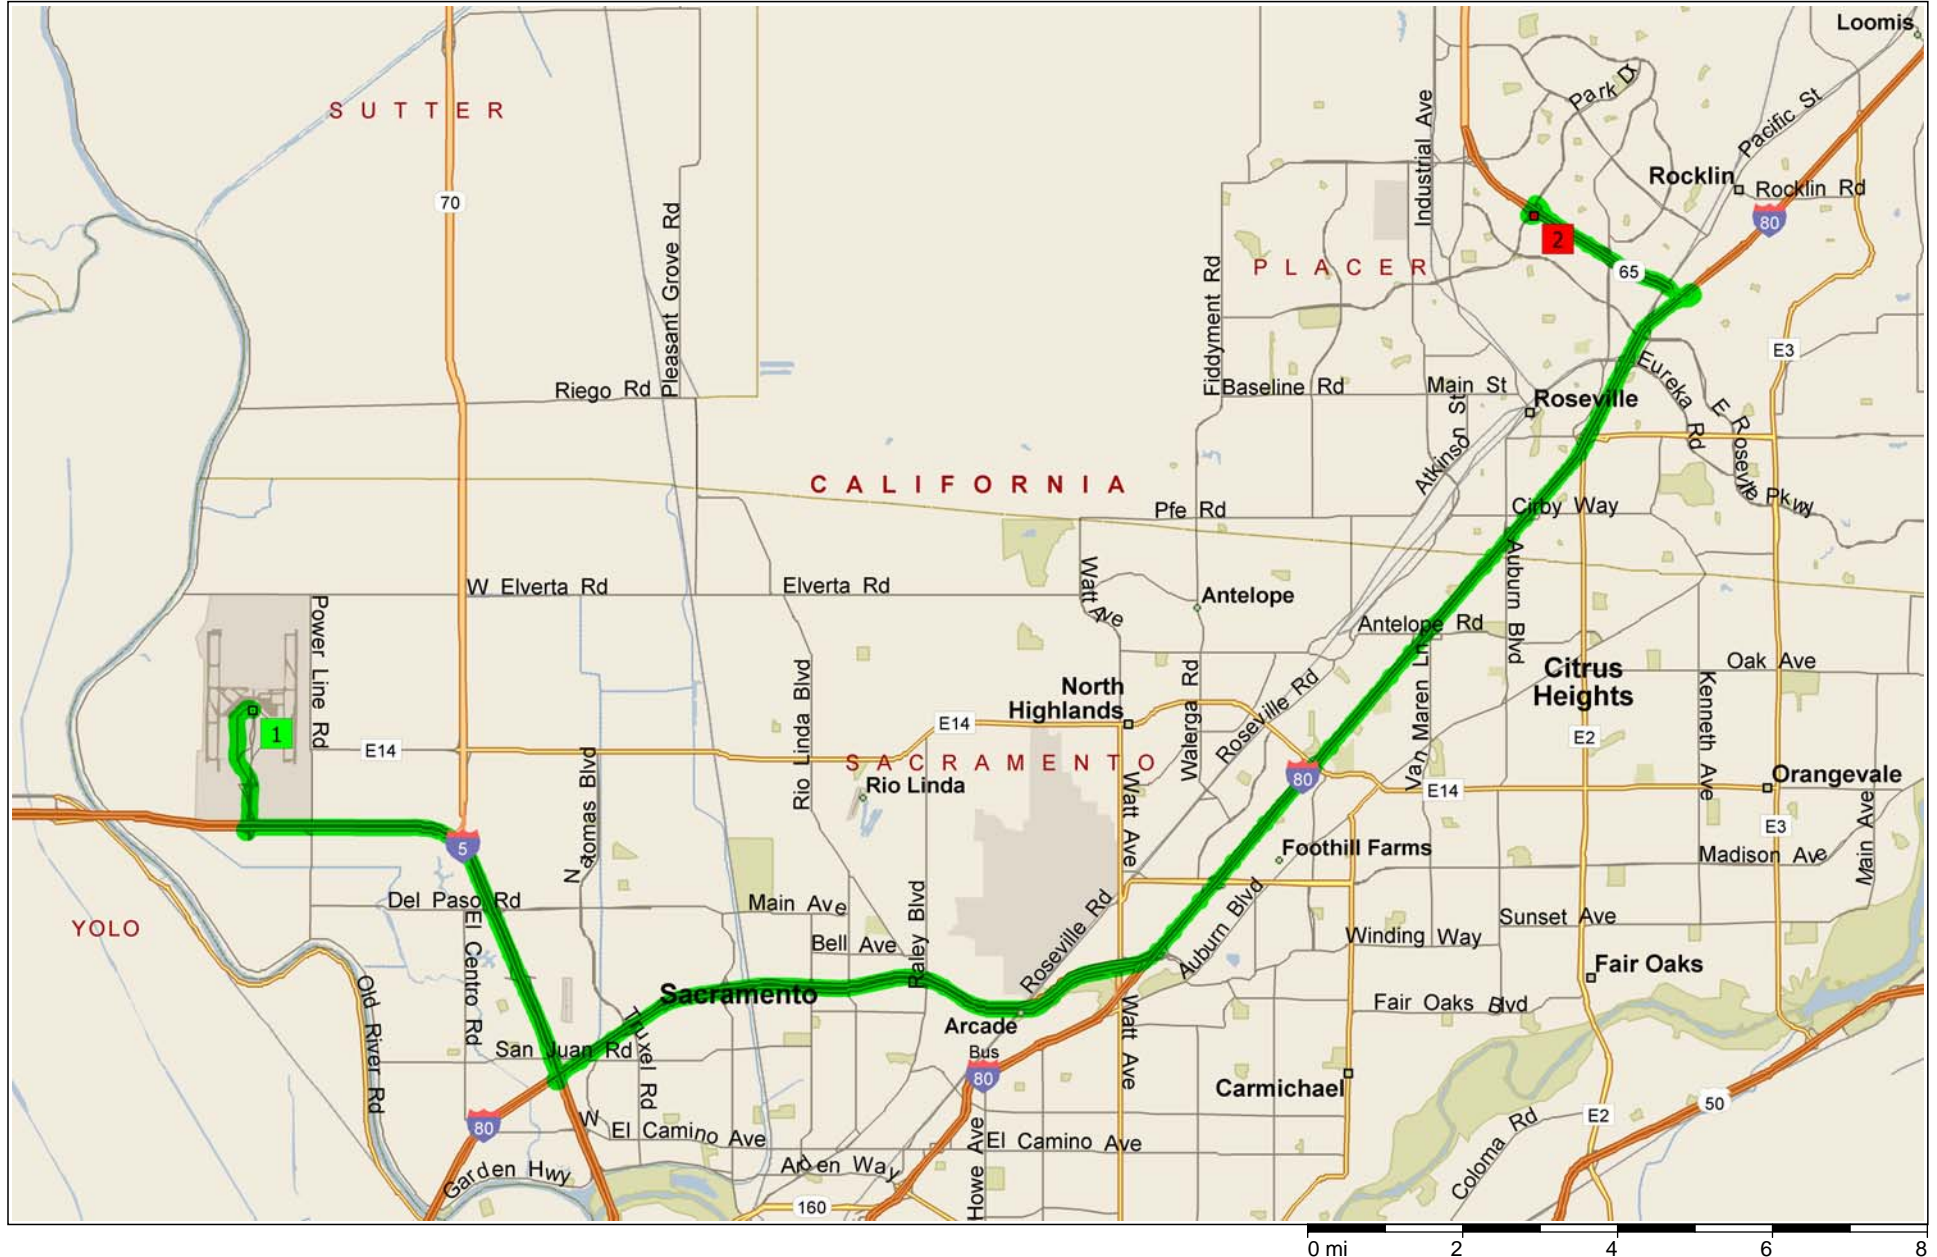 Loomis
Park Dr
Pacific St
SUTTER
Industrial Ave
Rocklin
Rocklin Rd
70
80
Pleasant Grove Rd
2
PLACER
65
Fiddyment Rd
E3
Eureka Rd
Riego Rd
Baseline Rd
Main St
Roseville
E Roseville Pkwy
Atkinson St
CALIFORNIA
Pfe Rd
Cirby Way
Auburn Blvd
W Elverta Rd
Elverta Rd
Watt Ave
Antelope
Antelope Rd
Power Line Rd
Citrus
Heights
Oak Ave
Rio Linda Blvd
North
Highlands
Walerga Rd
Roseville Rd
Van Maren Ln
Kenneth Ave
1
E14
E14
E2
SACRAMENTO
Rio Linda
80
E14
Orangevale
N Natomas Blvd
Watt Ave
E3
Main Ave
5
Foothill Farms
Madison Ave
Del Paso Rd
Main Ave
YOLO
El Centro Rd
Bell Ave
Raley Blvd
Roseville Rd
Auburn Blvd
Winding Way
Sunset Ave
Fair Oaks
Old River Rd
Sacramento
Fair Oaks Blvd
Arcade
Truxel Rd
San Juan Rd
Bus
80
Watt Ave
Carmichael
50
80
W El Camino Ave
El Camino Ave
E2
Coloma Rd
Garden Hwy
Arden Way
Howe Ave
160
0 mi 2 4 6 8